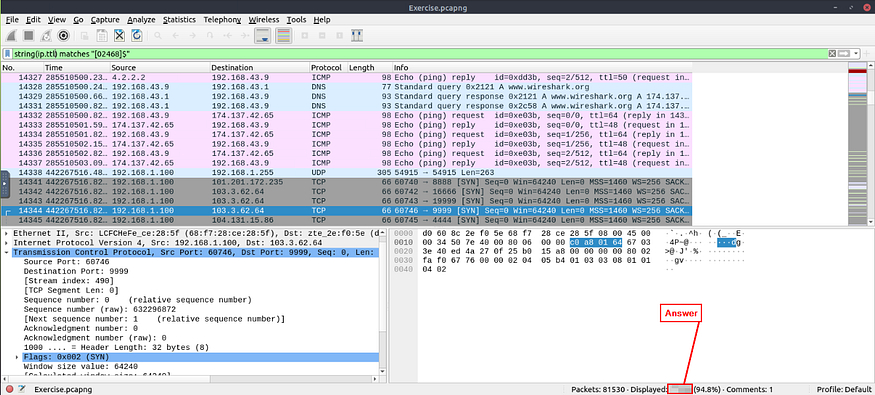 Exercise.pcapng
File Edit View Go Capture Analyze Statistics Telephony Wireless Tools Help
string(ip.ttl) matches "[02468]$"
No. Time Source Destination Protocol Length Info
14327 285510500.23… 4.2.2.2 192.168.43.9 ICMP 98 Echo (ping) reply id=0xdd3b, seq=2/512, ttl=50 (request in…
14328 285510500.24… 192.168.43.9 192.168.43.1 DNS 77 Standard query 0x2121 A www.wireshark.org
14329 285510500.66… 192.168.43.1 192.168.43.9 DNS 93 Standard query response 0x2121 A www.wireshark.org A 174.137…
14331 285510500.82… 192.168.43.1 192.168.43.9 DNS 93 Standard query response 0x2c58 A www.wireshark.org A 174.137…
14332 285510500.82… 192.168.43.9 174.137.42.65 ICMP 98 Echo (ping) request id=0xe03b, seq=0/0, ttl=64 (reply in 143…
14333 285510501.59… 174.137.42.65 192.168.43.9 ICMP 98 Echo (ping) reply id=0xe03b, seq=0/0, ttl=48 (request in 1…
14334 285510501.82… 192.168.43.9 174.137.42.65 ICMP 98 Echo (ping) request id=0xe03b, seq=1/256, ttl=64 (reply in 1…
14335 285510502.16… 174.137.42.65 192.168.43.9 ICMP 98 Echo (ping) reply id=0xe03b, seq=1/256, ttl=48 (request in…
14336 285510502.82… 192.168.43.9 174.137.42.65 ICMP 98 Echo (ping) request id=0xe03b, seq=2/512, ttl=64 (reply in 1…
14337 285510503.09… 174.137.42.65 192.168.43.9 ICMP 98 Echo (ping) reply id=0xe03b, seq=2/512, ttl=48 (request in…
14338 442267516.48… 192.168.1.100 192.168.1.255 UDP 305 54915 → 54915 Len=263
14341 442267516.82… 192.168.1.100 101.201.172.235 TCP 66 60742 → 8888 [SYN] Seq=0 Win=64240 Len=0 MSS=1460 WS=256 SACK…
14342 442267516.82… 192.168.1.100 103.3.62.64 TCP 66 60743 → 16666 [SYN] Seq=0 Win=64240 Len=0 MSS=1460 WS=256 SAC…
14343 442267516.82… 192.168.1.100 103.3.62.64 TCP 66 60740 → 19999 [SYN] Seq=0 Win=64240 Len=0 MSS=1460 WS=256 SAC…
14344 442267516.82… 192.168.1.100 103.3.62.64 TCP 66 60746 → 9999 [SYN] Seq=0 Win=64240 Len=0 MSS=1460 WS=256 SACK…
14345 442267516.82… 192.168.1.100 104.131.15.86 TCP 66 60745 → 4444 [SYN] Seq=0 Win=64240 Len=0 MSS=1460 WS=256 SACK…
Ethernet II, Src: LCFCHeFe_ce:28:5f (68:f7:28:ce:28:5f), Dst: zte_2e:f0:5e (d
Internet Protocol Version 4, Src: 192.168.1.100, Dst: 103.3.62.64
Transmission Control Protocol, Src Port: 60746, Dst Port: 9999, Seq: 0, Len:
Source Port: 60746
Destination Port: 9999
[Stream index: 490]
[TCP Segment Len: 0]
Sequence number: 0 (relative sequence number)
Sequence number (raw): 632296872
[Next sequence number: 1 (relative sequence number)]
Acknowledgment number: 0
Acknowledgment number (raw): 0
1000 .... = Header Length: 32 bytes (8)
Flags: 0x002 (SYN)
Window size value: 64240
[Calculated window size: 64240]
0000 d0 60 8c 2e f0 5e 68 f7 28 ce 28 5f 08 00 45 00 ·`·.·^h· (·(_··E·
0010 00 34 50 7e 40 00 80 06 00 00 c0 a8 01 64 67 03 ·4P~@··· ·····dg·
0020 3e 40 ed 4a 27 0f 25 b0 15 a8 00 00 00 00 80 02 >@·J'·%· ········
0030 fa f0 67 76 00 00 02 04 05 b4 01 03 03 08 01 01 ··gv···· ········
0040 04 02 ··
Answer
Exercise.pcapng Packets: 81530 · Displayed: (94.8%) · Comments: 1 Profile: Default